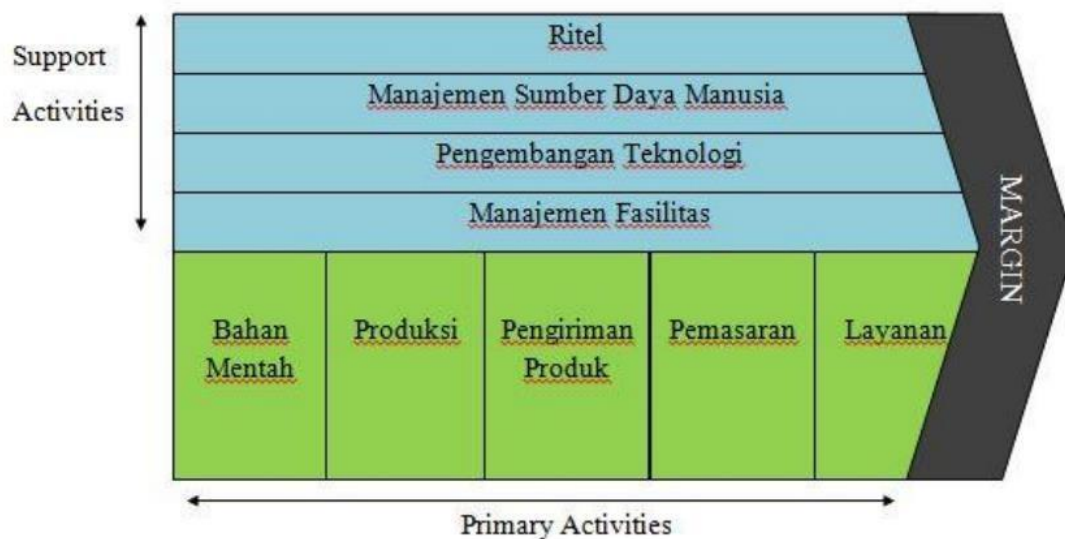 Support
Activities
Ritel
Manajemen Sumber Daya Manusia
Pengembangan Teknologi
Manajemen Fasilitas
Bahan
Mentah
Produksi
Pengiriman
Produk
Pemasaran
Layanan
MARGIN
Primary Activities